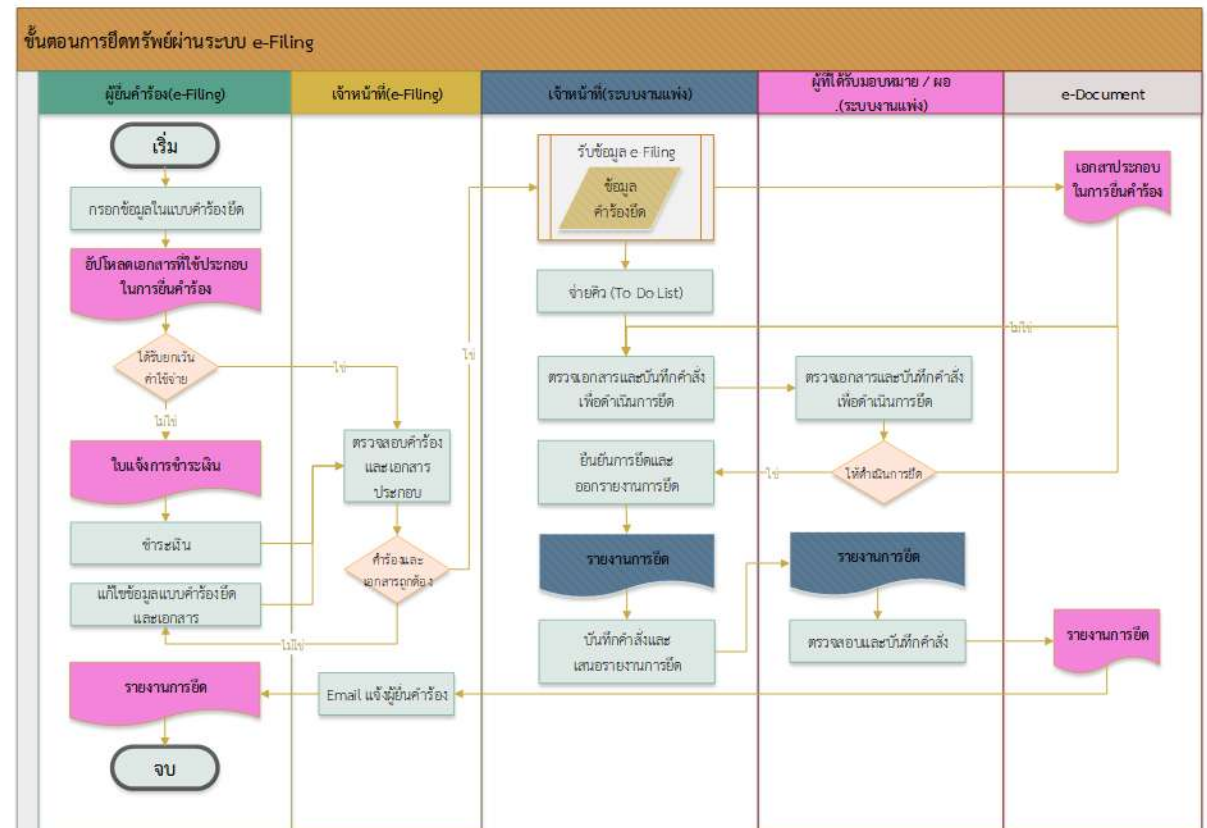 ขั้นตอนการยึดทรัพย์ผ่านระบบ e-Filing
ผู้ยื่นคำร้อง(e-Filing)
เจ้าหน้าที่(e-Filing)
เจ้าหน้าที่(ระบบงานแพ่ง)
ผู้ที่ได้รับมอบหมาย / ผอ
.(ระบบงานแพ่ง)
e-Document
เริ่ม
กรอกข้อมูลในแบบคำร้องยึด
อัปโหลดเอกสารที่ใช้ประกอบ
ในการยื่นคำร้อง
ได้รับยกเว้น
ค่าใช้จ่าย
ใช่
ไม่ใช่
ใบแจ้งการชำระเงิน
ชำระเงิน
แก้ไขข้อมูลแบบคำร้องยึด
และเอกสาร
รายงานการยึด
จบ
ตรวจสอบคำร้อง
และเอกสาร
ประกอบ
คำร้องและ
เอกสารถูกต้อง
ใช่
ไม่ใช่
Email แจ้งผู้ยื่นคำร้อง
รับข้อมูล e-Filing
ข้อมูล
คำร้องยึด
จ่ายคิว (To Do List)
ตรวจเอกสารและบันทึกคำสั่ง
เพื่อดำเนินการยึด
ยืนยันการยึดและ
ออกรายงานการยึด
รายงานการยึด
บันทึกคำสั่งและ
เสนอรายงานการยึด
ตรวจเอกสารและบันทึกคำสั่ง
เพื่อดำเนินการยึด
ให้ดำเนินการยึด
ใช่
ไม่ใช่
รายงานการยึด
ตรวจสอบและบันทึกคำสั่ง
เอกสาประกอบ
ในการยื่นคำร้อง
รายงานการยึด